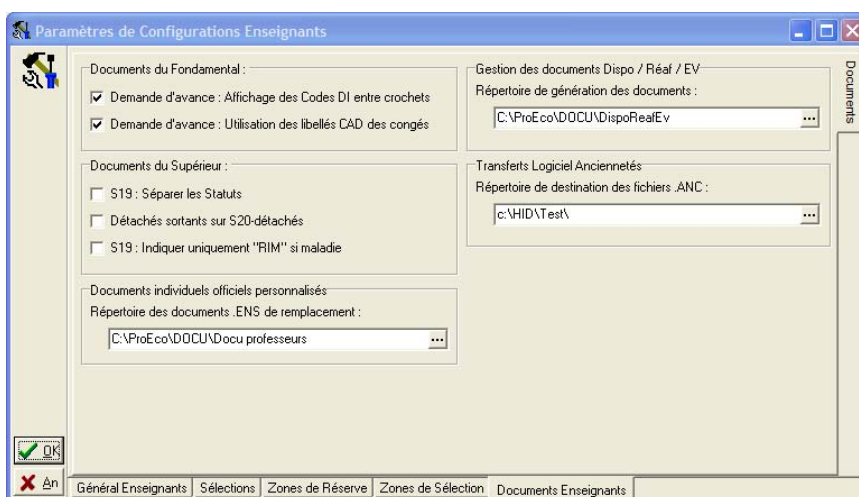 Paramètres de Configurations Enseignants
Documents du Fondamental :
Demande d'avance : Affichage des Codes DI entre crochets
Demande d'avance : Utilisation des libellés CAD des congés
Documents du Supérieur :
S19 : Séparer les Statuts
Détachés sortants sur S20-détachés
S19 : Indiquer uniquement "RIM" si maladie
Documents individuels officiels personnalisés
Répertoire des documents .ENS de remplacement :
C:\ProEco\DOCU\Docu professeurs
...
Gestion des documents Dispo / Réaf / EV
Répertoire de génération des documents :
C:\ProEco\DOCU\DispoReafEv
...
Transferts Logiciel Anciennetés
Répertoire de destination des fichiers .ANC :
c:\HID\Test\
...
Documents
OK
An
Général Enseignants
Sélections
Zones de Réserve
Zones de Sélection
Documents Enseignants